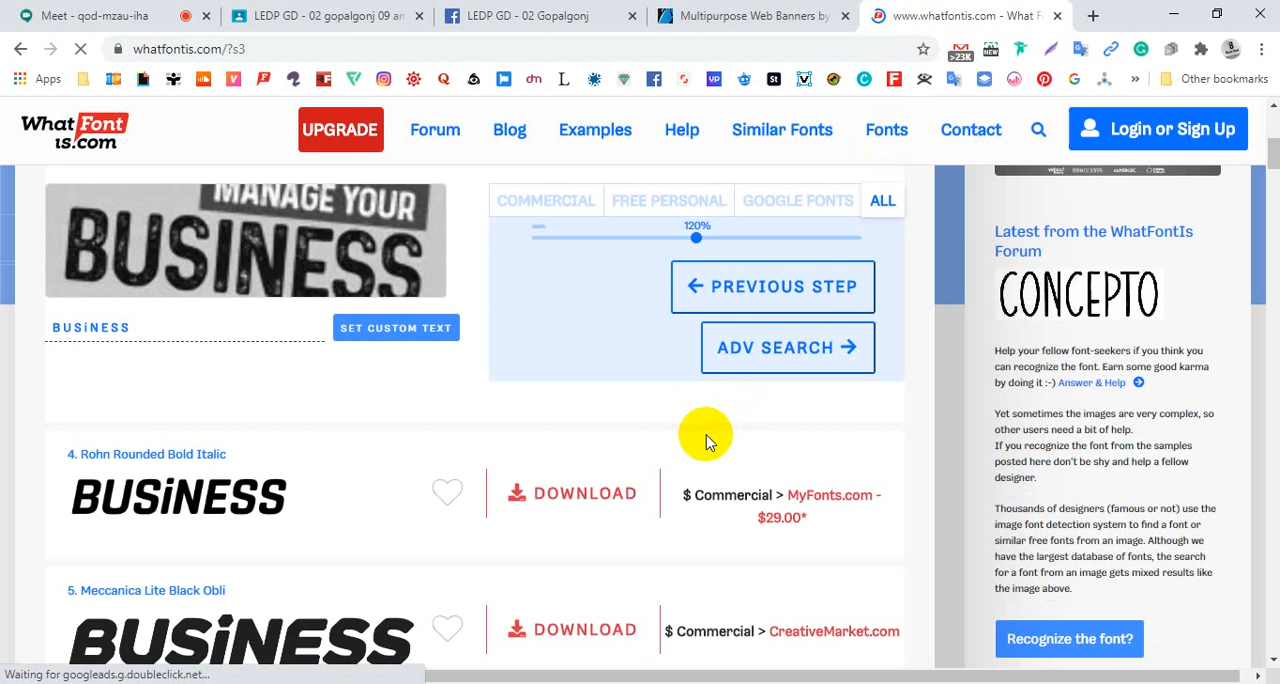 Meet - qod-mzau-iha
LEDP GD - 02 gopalgonj 09 am
LEDP GD - 02 Gopalgonj
Multipurpose Web Banners by
www.whatfontis.com - What F
whatfontis.com/?s3
>23K
NEW
Apps
Other bookmarks
What Font is.com
UPGRADE
Forum
Blog
Examples
Help
Similar Fonts
Fonts
Contact
Login or Sign Up
MANAGE YOUR
BUSINESS
BUSiNESS
SET CUSTOM TEXT
COMMERCIAL
FREE PERSONAL
GOOGLE FONTS
ALL
120%
PREVIOUS STEP
ADV SEARCH
4. Rohn Rounded Bold Italic
BUSiNESS
DOWNLOAD
$ Commercial > MyFonts.com -
$29.00*
5. Meccanica Lite Black Obli
BUSiNESS
DOWNLOAD
$ Commercial > CreativeMarket.com
Latest from the WhatFontIs
Forum
CONCEPTO
Help your fellow font-seekers if you think you
can recognize the font. Earn some good karma
by doing it :-) Answer & Help
Yet sometimes the images are very complex, so
other users need a bit of help.
If you recognize the font from the samples
posted here don't be shy and help a fellow
designer.
Thousands of designers (famous or not) use the
image font detection system to find a font or
similar free fonts from an image. Although we
have the largest database of fonts, the search
for a font from an image gets mixed results like
the image above.
Recognize the font?
Waiting for googleads.g.doubleclick.net...